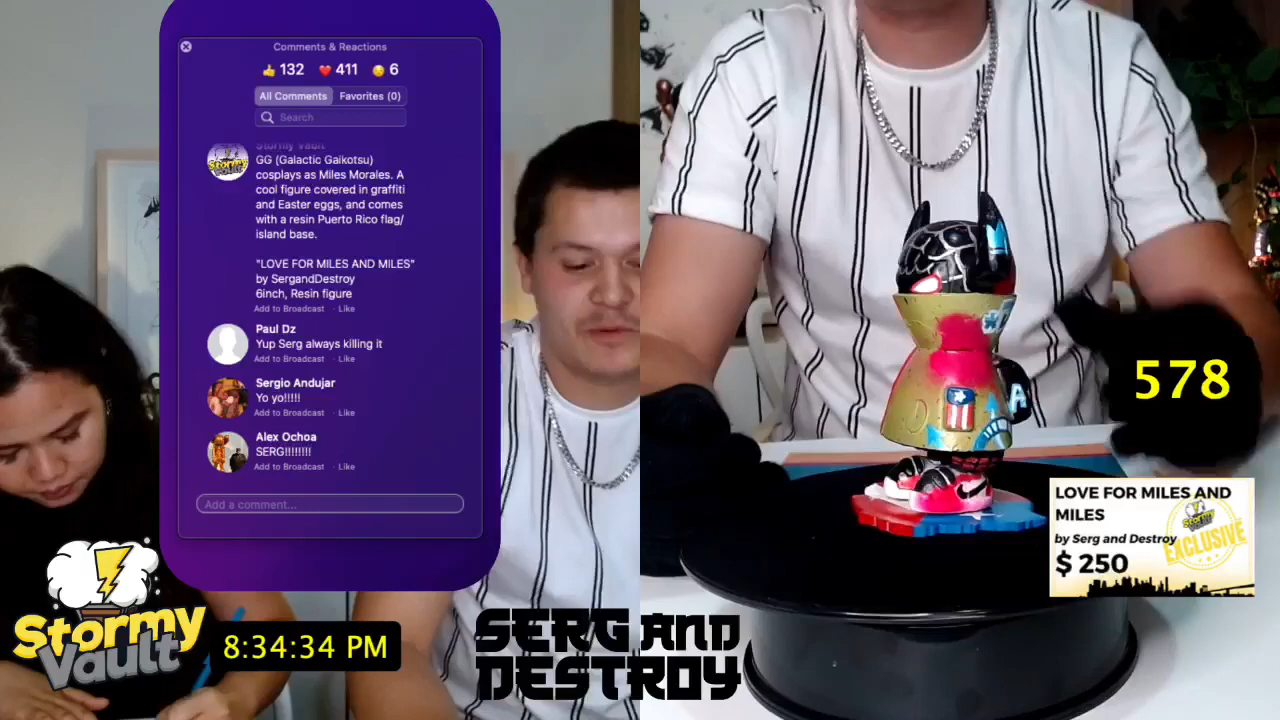 Comments & Reactions
132 411 6
All Comments Favorites (0)
Search
Stormy Vault
GG (Galactic Gaikotsu)
cosplays as Miles Morales. A
cool figure covered in graffiti
and Easter eggs, and comes
with a resin Puerto Rico flag/
island base.
"LOVE FOR MILES AND MILES"
by SergandDestroy
6inch, Resin figure
Add to Broadcast · Like
Paul Dz
Yup Serg always killing it
Add to Broadcast · Like
Sergio Andujar
Yo yo!!!!!
Add to Broadcast · Like
Alex Ochoa
SERG!!!!!!!!
Add to Broadcast · Like
Add a comment...
Stormy
Vault
8:34:34 PM
SERG AND
DESTROY
A
578
LOVE FOR MILES AND
MILES
by Serg and Destroy
$ 250
Stormy
Vault
EXCLUSIVE